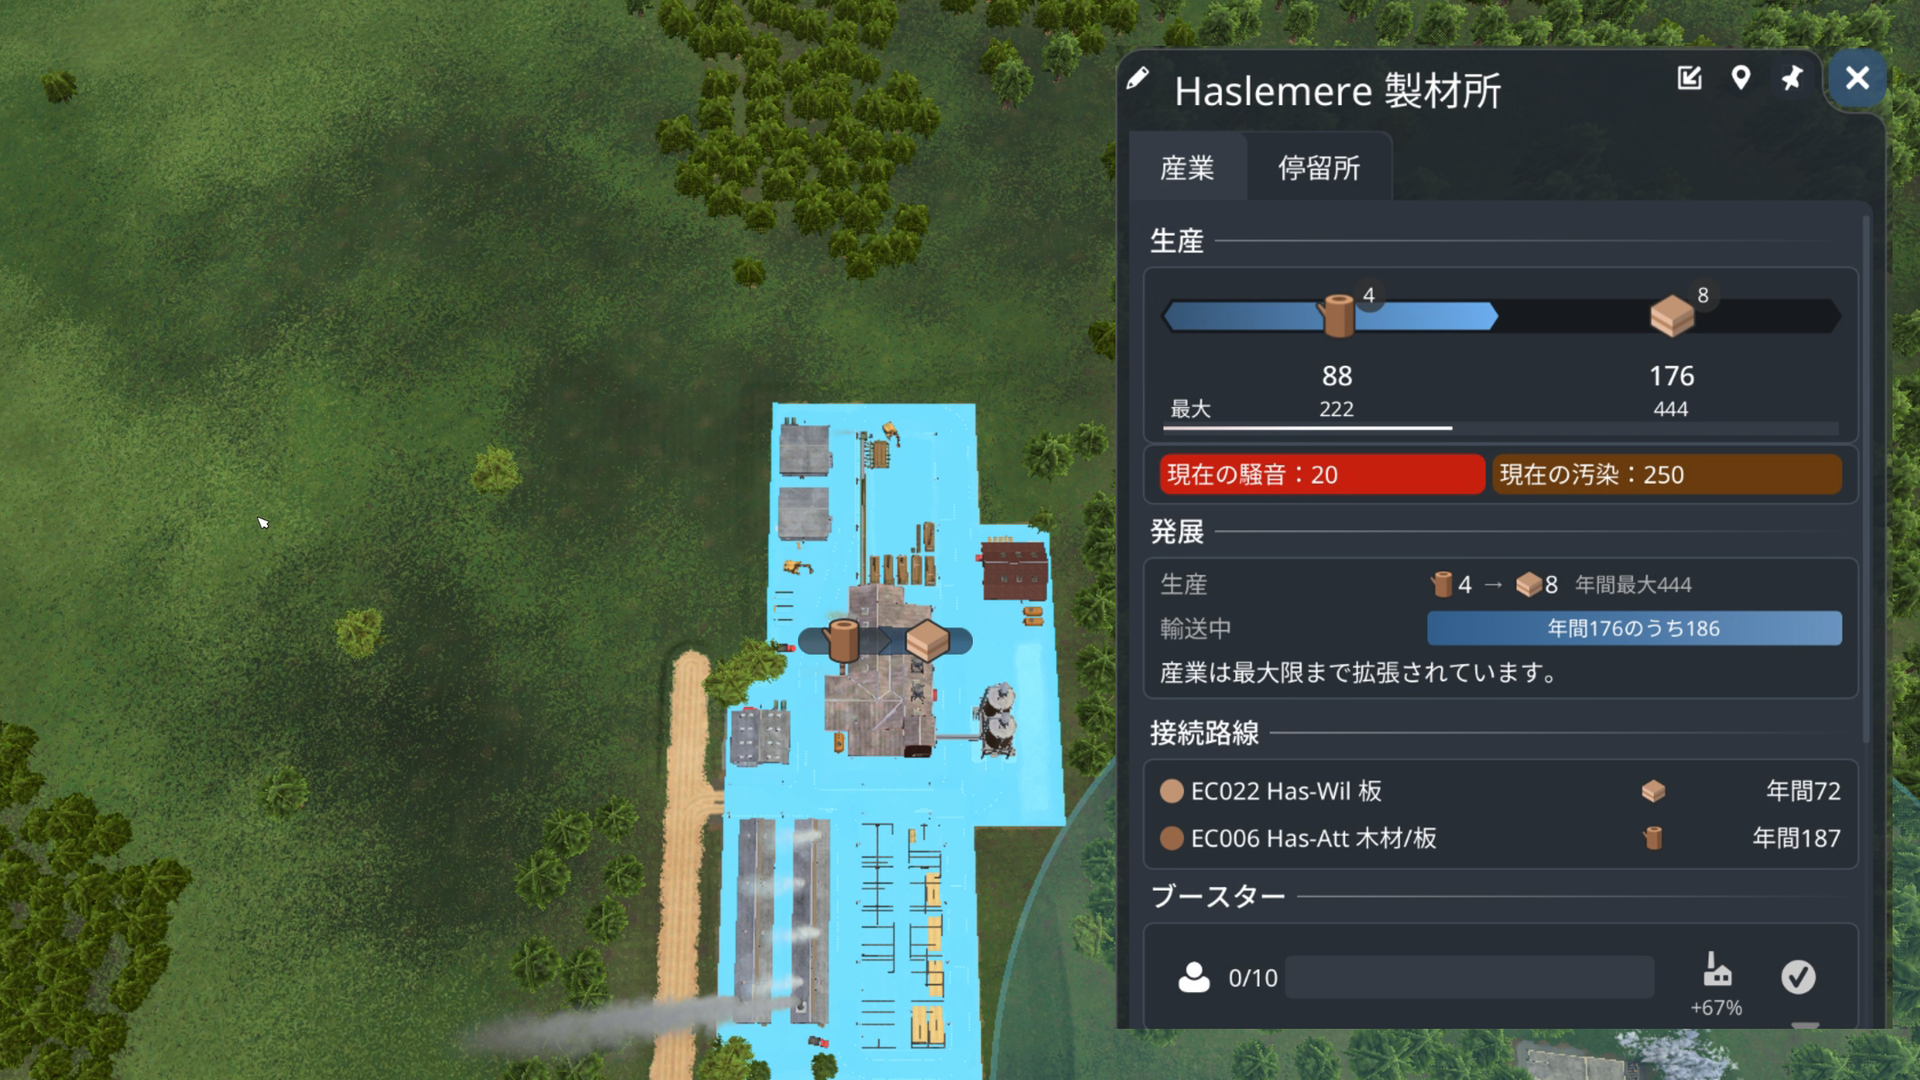 Haslemere 製材所
産業
停留所
生産
4
8
88
176
最大
222
444
現在の騒音：20
現在の汚染：250
発展
生産
4 → 8 年間最大444
輸送中
年間176のうち186
産業は最大限まで拡張されています。
接続路線
EC022 Has-Wil 板
年間72
EC006 Has-Att 木材/板
年間187
ブースター
0/10
+67%